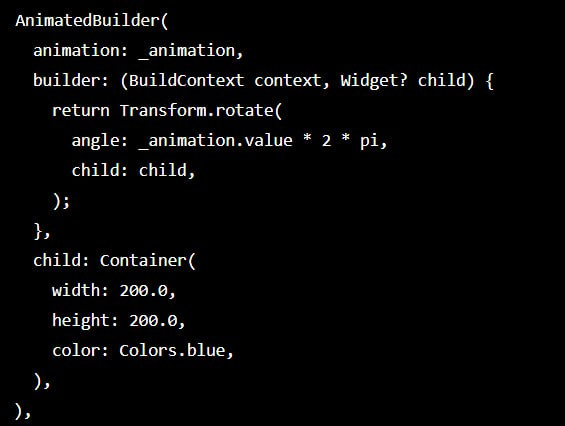 AnimatedBuilder(
  animation: _animation,
  builder: (BuildContext context, Widget? child) {
    return Transform.rotate(
      angle: _animation.value * 2 * pi,
      child: child,
    );
  },
  child: Container(
    width: 200.0,
    height: 200.0,
    color: Colors.blue,
  ),
),